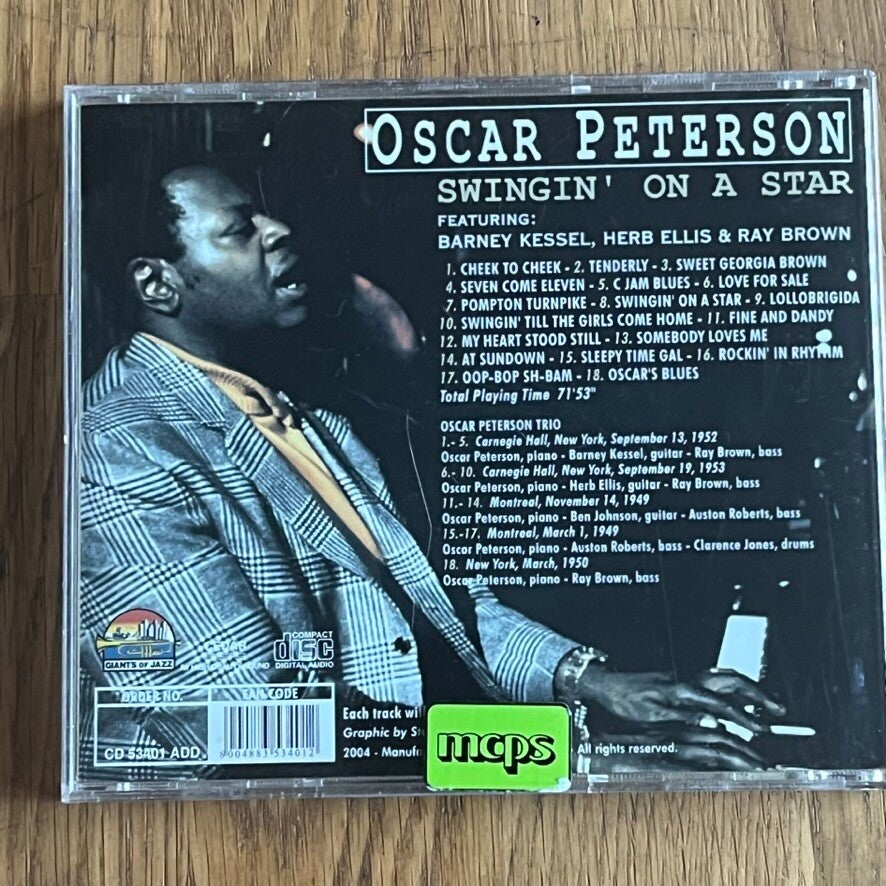 OSCAR PETERSON
SWINGIN' ON A STAR
FEATURING:
BARNEY KESSEL, HERB ELLIS & RAY BROWN
1. CHEEK TO CHEEK - 2. TENDERLY - 3. SWEET GEORGIA BROWN
4. SEVEN COME ELEVEN - 5. C JAM BLUES - 6. LOVE FOR SALE
7. POMPTON TURNPIKE - 8. SWINGIN' ON A STAR - 9. LOLLOBRIGIDA
10. SWINGIN' TILL THE GIRLS COME HOME - 11. FINE AND DANDY
12. MY HEART STOOD STILL - 13. SOMEBODY LOVES ME
14. AT SUNDOWN - 15. SLEEPY TIME GAL - 16. ROCKIN' IN RHYTHM
17. OOP-BOP SH-BAM - 18. OSCAR'S BLUES
Total Playing Time 71'53"
OSCAR PETERSON TRIO
1.- 5. Carnegie Hall, New York, September 13, 1952
Oscar Peterson, piano - Barney Kessel, guitar - Ray Brown, bass
6.- 10. Carnegie Hall, New York, September 19, 1953
Oscar Peterson, piano - Herb Ellis, guitar - Ray Brown, bass
11.- 14. Montreal, November 14, 1949
Oscar Peterson, piano - Ben Johnson, guitar - Auston Roberts, bass
15.-17. Montreal, March 1, 1949
Oscar Peterson, piano - Auston Roberts, bass - Clarence Jones, drums
18. New York, March, 1950
Oscar Peterson, piano - Ray Brown, bass
GIANTS OF JAZZ
COMPACT
disc
DIGITAL AUDIO
ORDER NO.
EAN CODE
CD 53401 ADD
8 004883 534012
Each track
Graphic by
2004 -
All rights reserved.
mcps